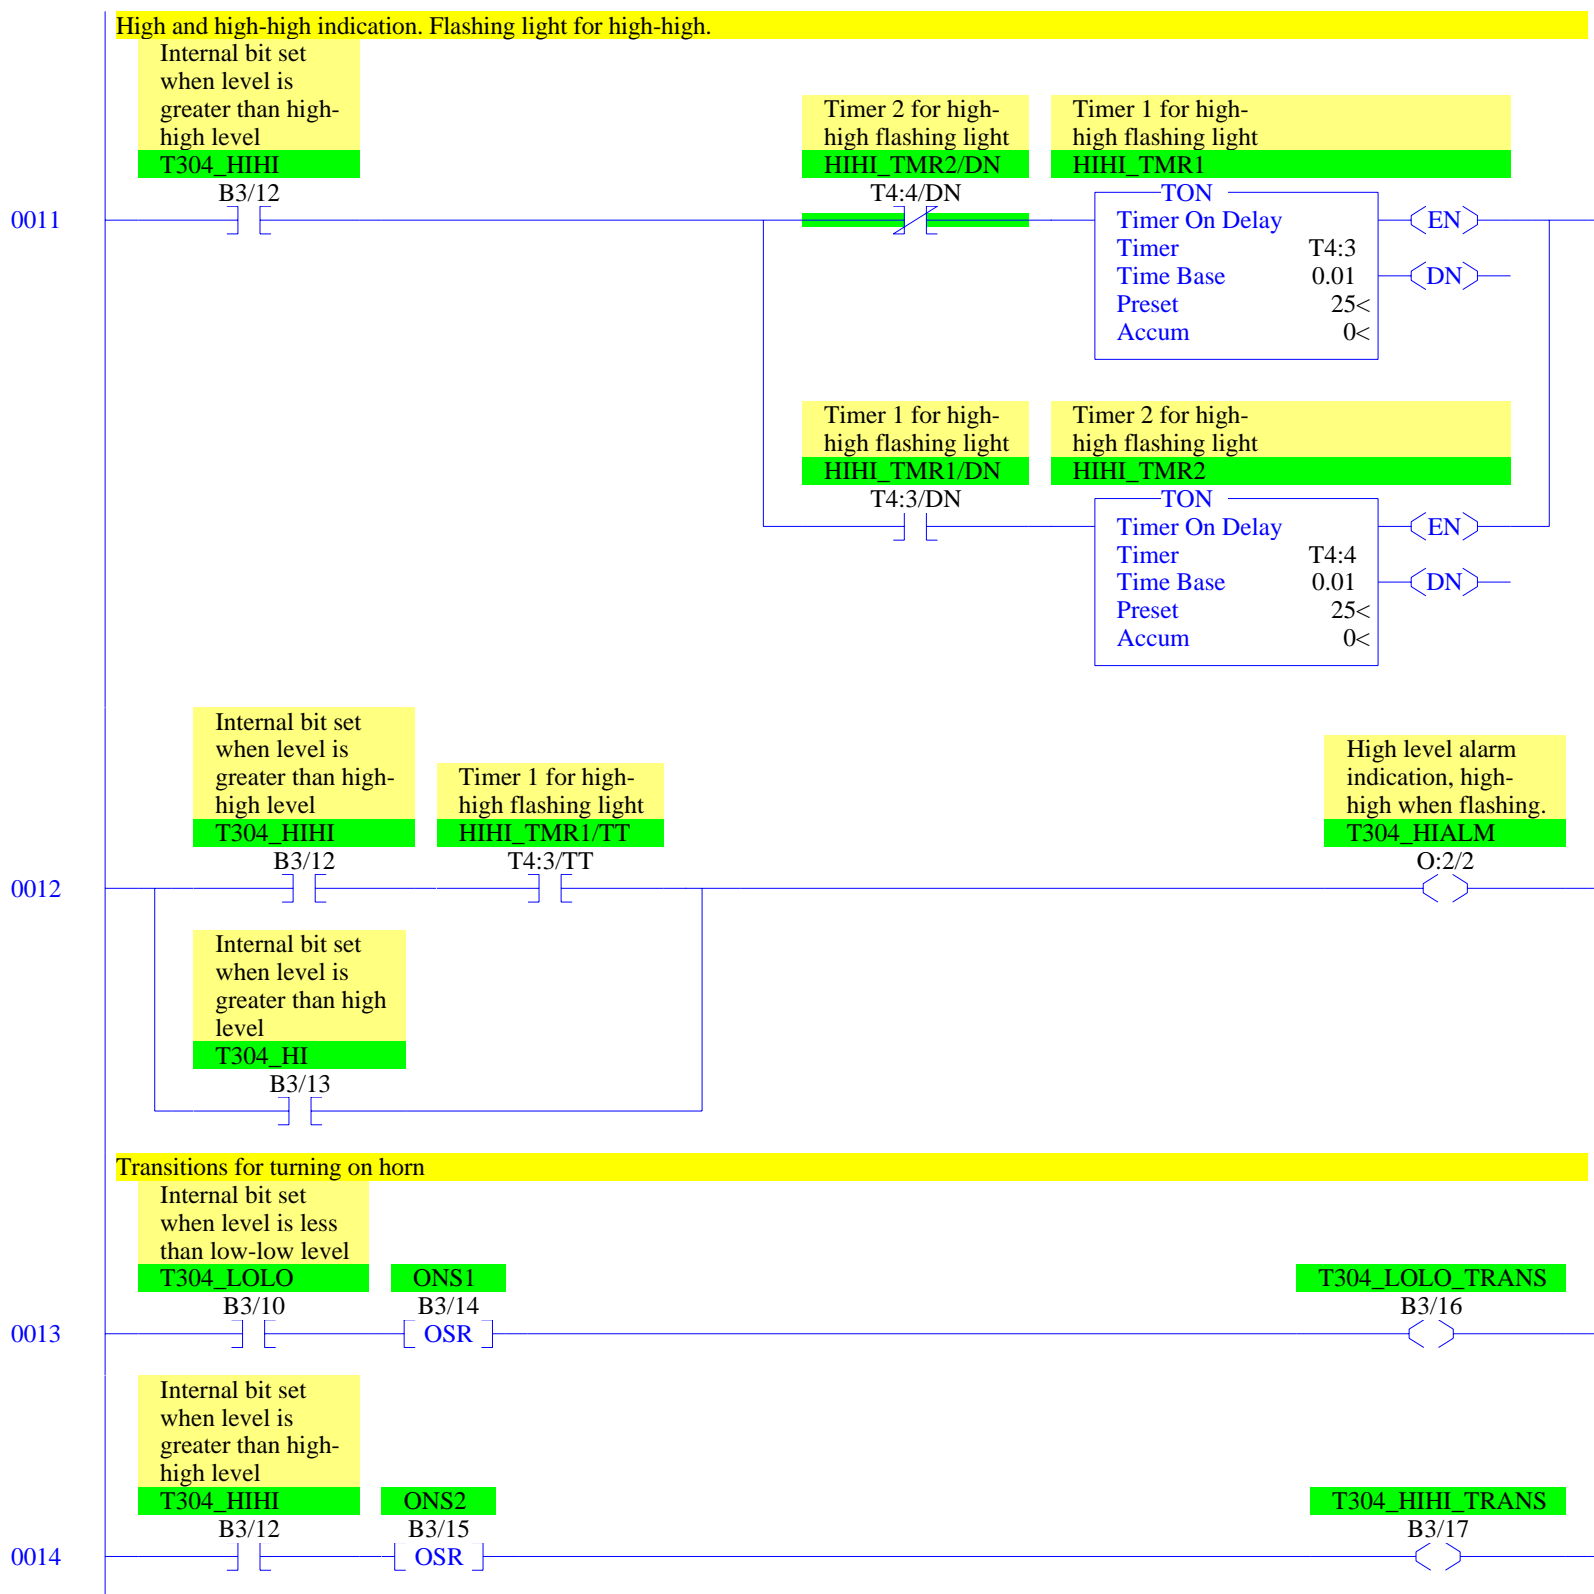 High and high-high indication. Flashing light for high-high.
Internal bit set
when level is
greater than high-
high level
T304_HIHI
B3/12
Timer 2 for high-
high flashing light
HIHI_TMR2/DN
T4:4/DN
Timer 1 for high-
high flashing light
HIHI_TMR1
TON
0011
Timer On Delay
EN
Timer T4:3
Time Base 0.01
DN
Preset 25<
Accum 0<
Timer 1 for high-
high flashing light
HIHI_TMR1/DN
T4:3/DN
Timer 2 for high-
high flashing light
HIHI_TMR2
TON
Timer On Delay
EN
Timer T4:4
Time Base 0.01
DN
Preset 25<
Accum 0<
Internal bit set
when level is
greater than high-
high level
T304_HIHI
B3/12
Timer 1 for high-
high flashing light
HIHI_TMR1/TT
T4:3/TT
High level alarm
indication, high-
high when flashing.
T304_HIALM
O:2/2
0012
Internal bit set
when level is
greater than high
level
T304_HI
B3/13
Transitions for turning on horn
Internal bit set
when level is less
than low-low level
T304_LOLO
B3/10
ONS1
B3/14
T304_LOLO_TRANS
B3/16
0013
OSR
Internal bit set
when level is
greater than high-
high level
T304_HIHI
B3/12
ONS2
B3/15
T304_HIHI_TRANS
B3/17
0014
OSR